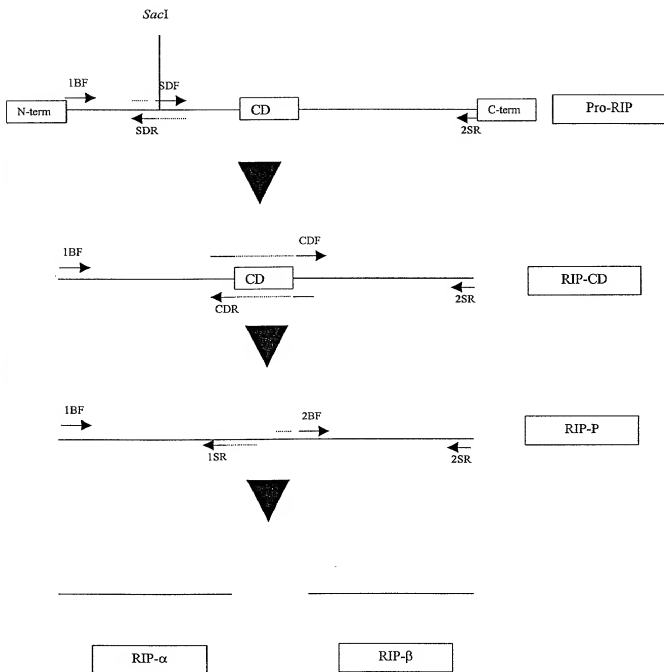 SacI
1BF
SDF
N-term
CD
C-term
Pro-RIP
SDR
2SR
1BF
CDF
CD
RIP-CD
CDR
2SR
1BF
2BF
RIP-P
1SR
2SR
RIP-α
RIP-β